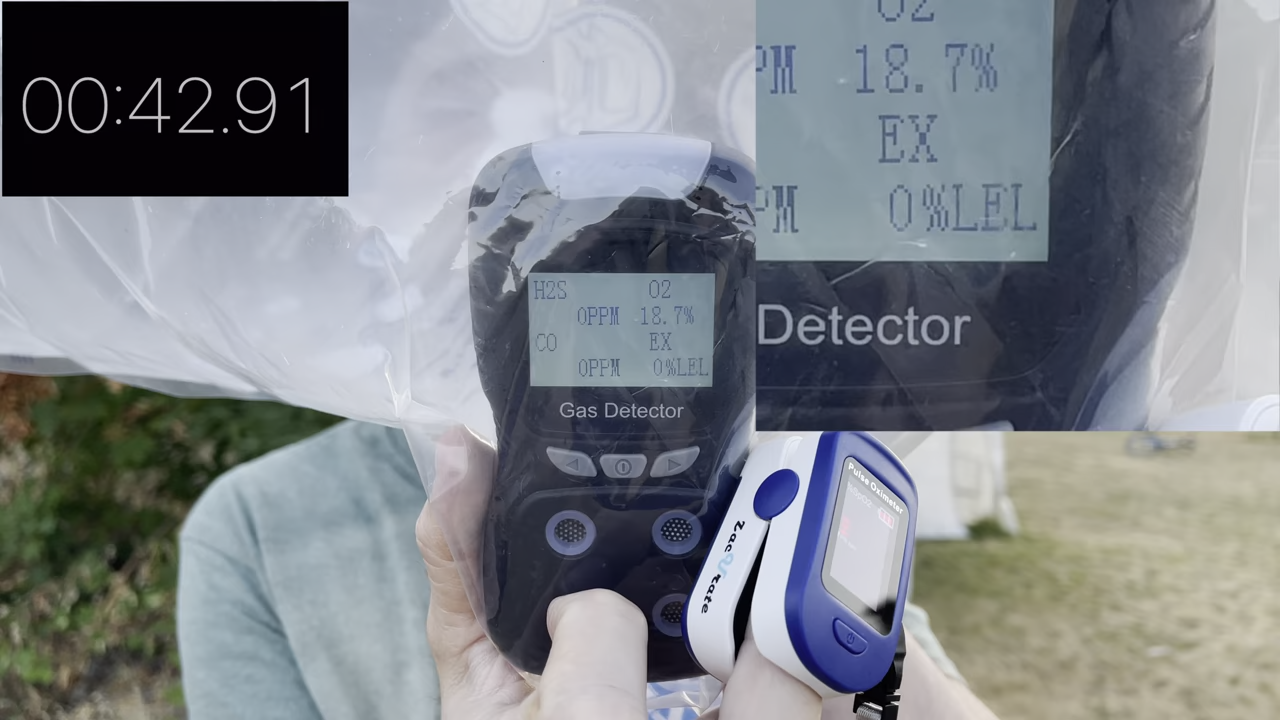 00:42.91
O2
PM 18.7%
EX
PM 0%LEL
Detector
H2S O2
0PPM 18.7%
CO EX
0PPM 0%LEL
Gas Detector
Pulse Oximeter
Zacurate